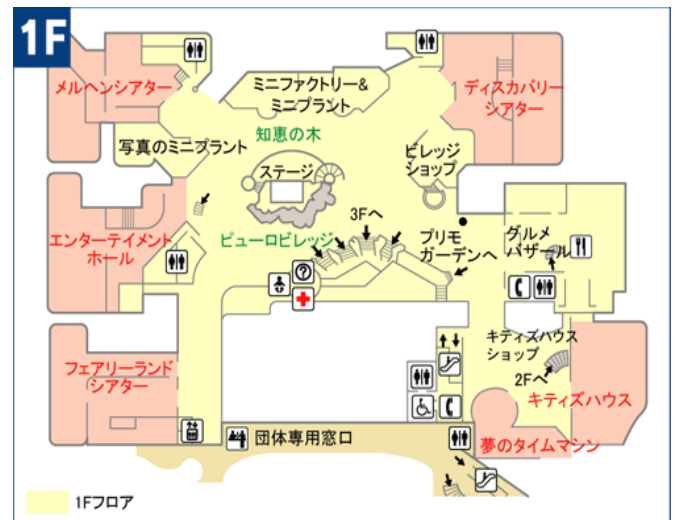 1F
メルヘンシアター
ミニファクトリー&
ミニプラント
ディスカバリー
シアター
知恵の木
写真のミニプラント
ビレッジ
ショップ
ステージ
3Fへ
エンターテイメント
ホール
ピューロビレッジ
プリモ
ガーデンへ
グルメ
バザール
キティズハウス
ショップ
2Fへ
フェアリーランド
シアター
キティズハウス
団体専用窓口
夢のタイムマシン
1Fフロア